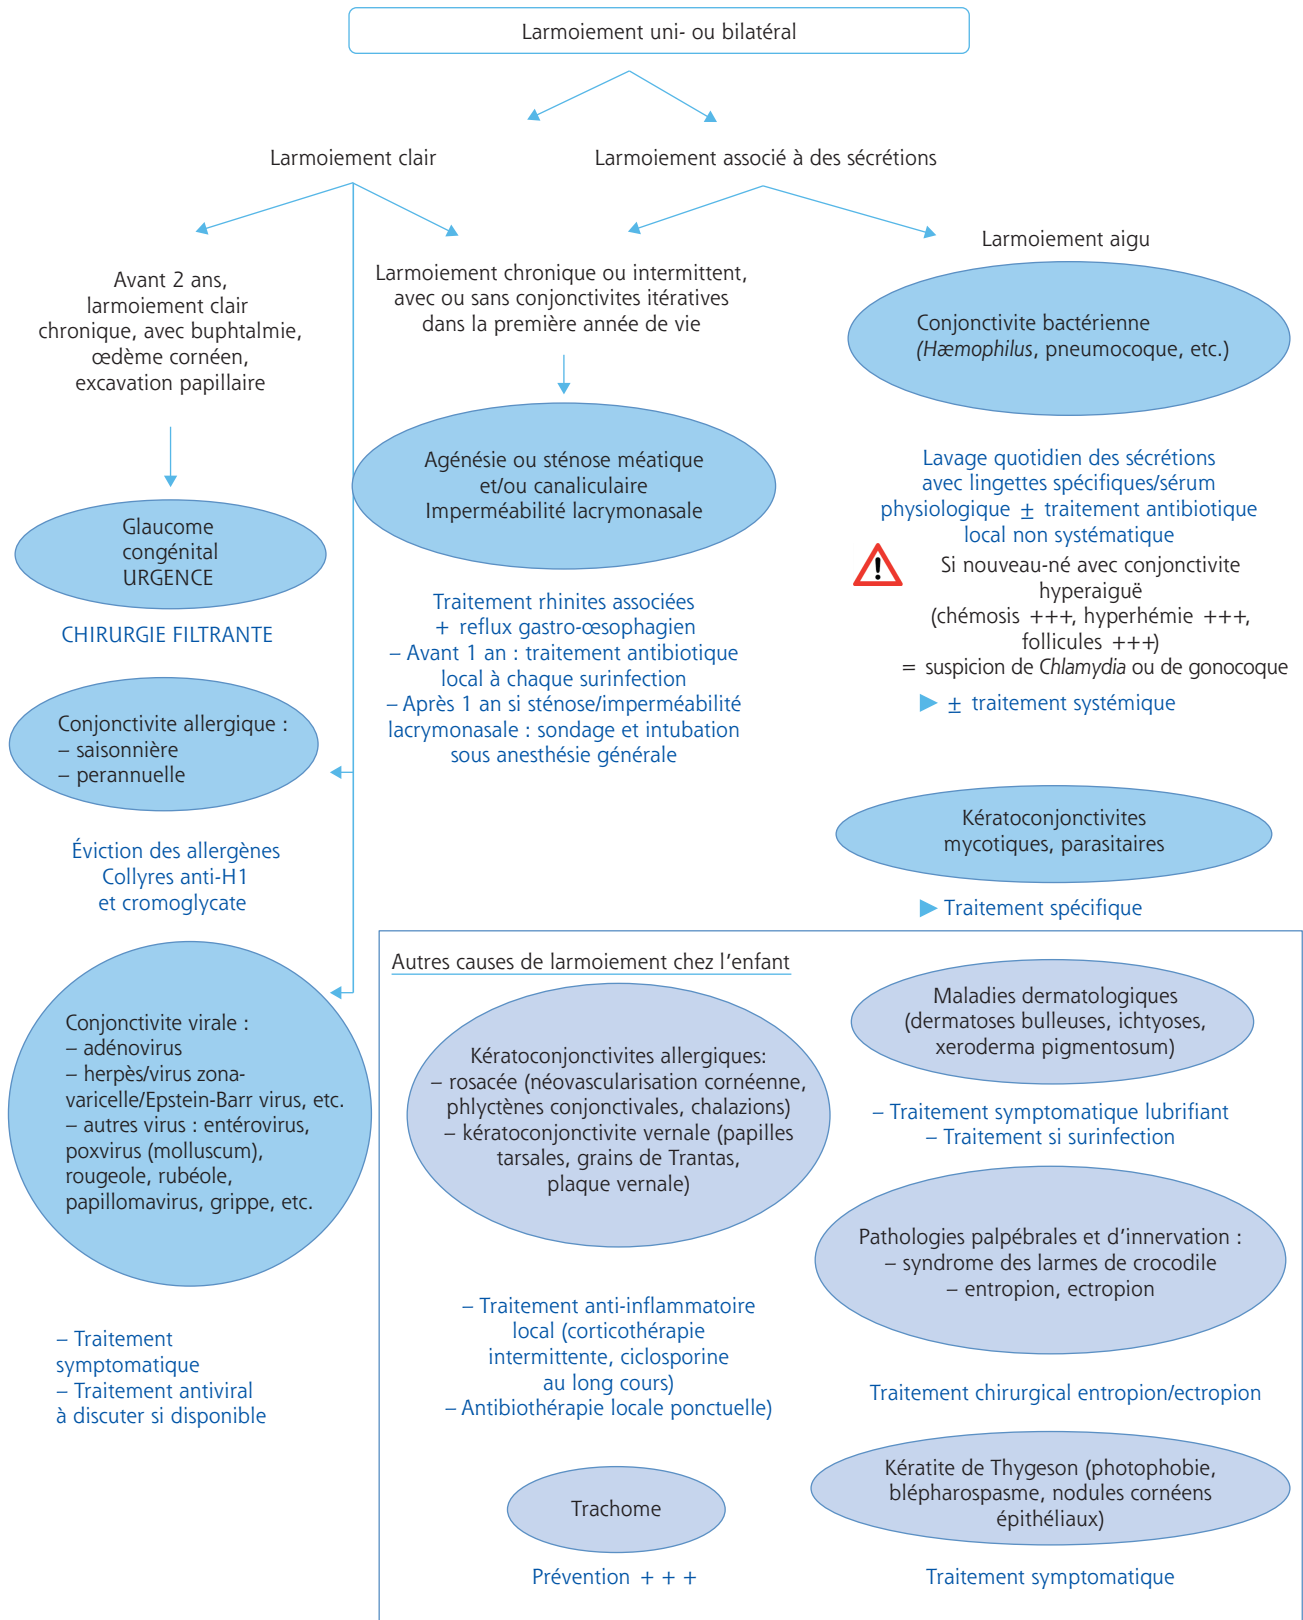 Larmoiement uni- ou bilatéral
Larmoiement clair
Larmoiement associé à des sécrétions
Avant 2 ans,
larmoiement clair
chronique, avec buphtalmie,
œdème cornéen,
excavation papillaire
Glaucome
congénital
URGENCE
CHIRURGIE FILTRANTE
Conjonctivite allergique :
– saisonnière
– perannuelle
Éviction des allergènes
Collyres anti-H1
et cromoglycate
Conjonctivite virale :
– adénovirus
– herpès/virus zona-
varicelle/Epstein-Barr virus, etc.
– autres virus : entérovirus,
poxvirus (molluscum),
rougeole, rubéole,
papillomavirus, grippe, etc.
– Traitement
symptomatique
– Traitement antiviral
à discuter si disponible
Larmoiement chronique ou intermittent,
avec ou sans conjonctivites itératives
dans la première année de vie
Agénésie ou sténose méatique
et/ou canaliculaire
Imperméabilité lacrymonasale
Traitement rhinites associées
+ reflux gastro-œsophagien
– Avant 1 an : traitement antibiotique
local à chaque surinfection
– Après 1 an si sténose/imperméabilité
lacrymonasale : sondage et intubation
sous anesthésie générale
Larmoiement aigu
Conjonctivite bactérienne
(Hæmophilus, pneumocoque, etc.)
Lavage quotidien des sécrétions
avec lingettes spécifiques/sérum
physiologique ± traitement antibiotique
local non systématique
!
Si nouveau-né avec conjonctivite
hyperaiguë
(chémosis +++, hyperhémie +++,
follicules +++)
= suspicion de Chlamydia ou de gonocoque
► ± traitement systémique
Kératoconjonctivites
mycotiques, parasitaires
► Traitement spécifique
Autres causes de larmoiement chez l'enfant
Kératoconjonctivites allergiques:
– rosacée (néovascularisation cornéenne,
phlyctènes conjonctivales, chalazions)
– kératoconjonctivite vernale (papilles
tarsales, grains de Trantas,
plaque vernale)
– Traitement anti-inflammatoire
local (corticothérapie
intermittente, ciclosporine
au long cours)
– Antibiothérapie locale ponctuelle)
Trachome
Prévention + + +
Maladies dermatologiques
(dermatoses bulleuses, ichtyoses,
xeroderma pigmentosum)
– Traitement symptomatique lubrifiant
– Traitement si surinfection
Pathologies palpébrales et d'innervation :
– syndrome des larmes de crocodile
– entropion, ectropion
Traitement chirurgical entropion/ectropion
Kératite de Thygeson (photophobie,
blépharospasme, nodules cornéens
épithéliaux)
Traitement symptomatique